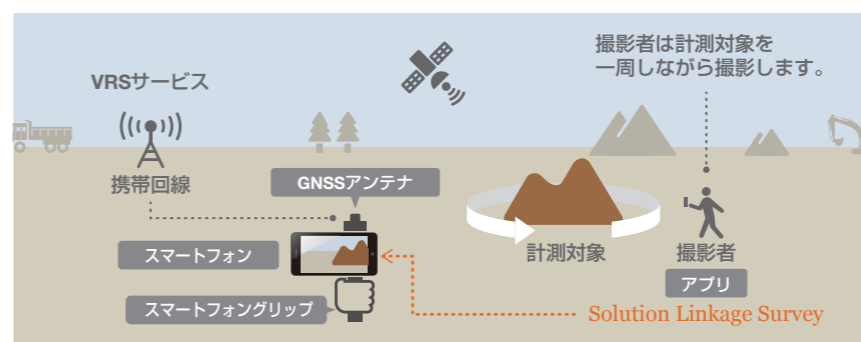 撮影者は計測対象を
一周しながら撮影します。
VRSサービス
携帯回線
GNSSアンテナ
スマートフォン
スマートフォングリップ
計測対象
撮影者
アプリ
Solution Linkage Survey